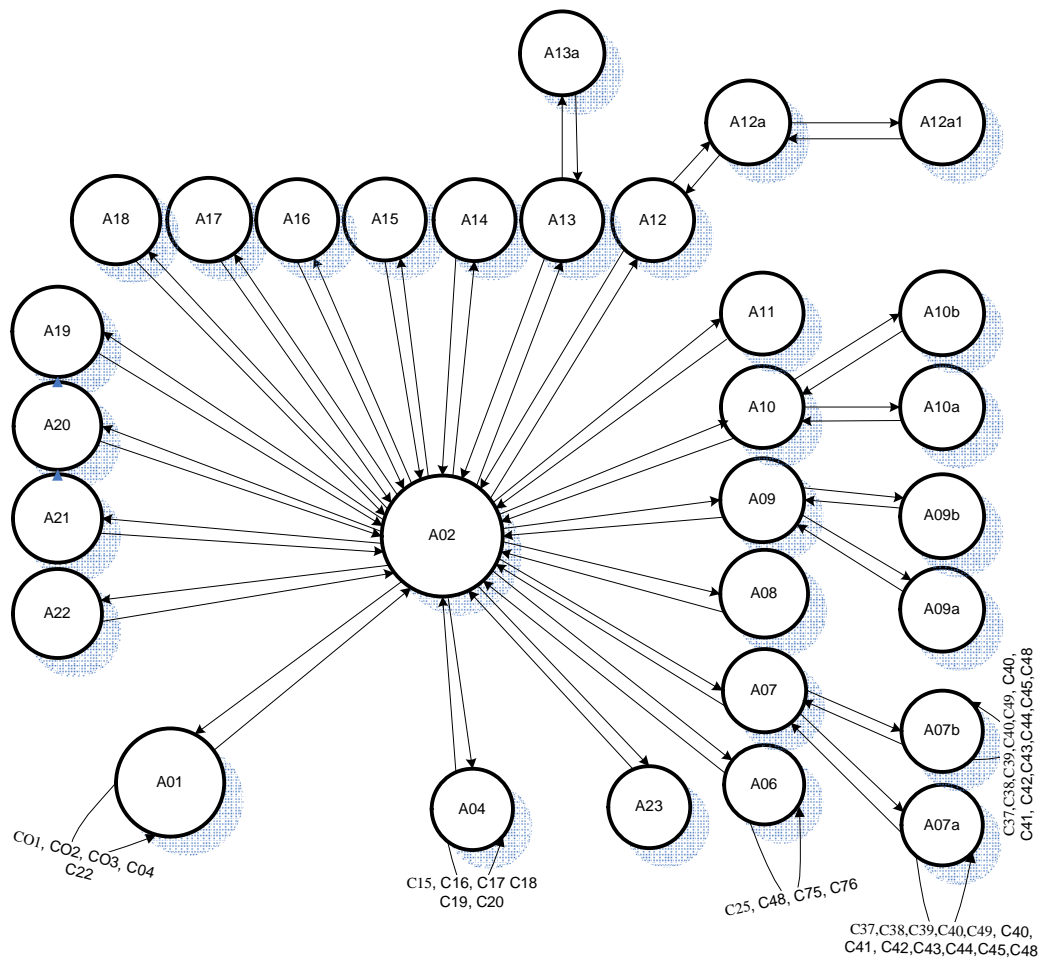 A13a
A12a
A12a1
A18
A17
A16
A15
A14
A13
A12
A11
A10b
A19
A10
A10a
A20
A09
A09b
A21
A02
A08
A09a
A22
A07
A07b
C37,C38,C39,C40,C49, C40,
C41, C42,C43,C44,C45,C48
A01
A04
A23
A06
A07a
CO1, CO2, CO3, C04
C22
C15, C16, C17 C18
C19, C20
C25, C48, C75, C76
C37,C38,C39,C40,C49, C40,
C41, C42,C43,C44,C45,C48